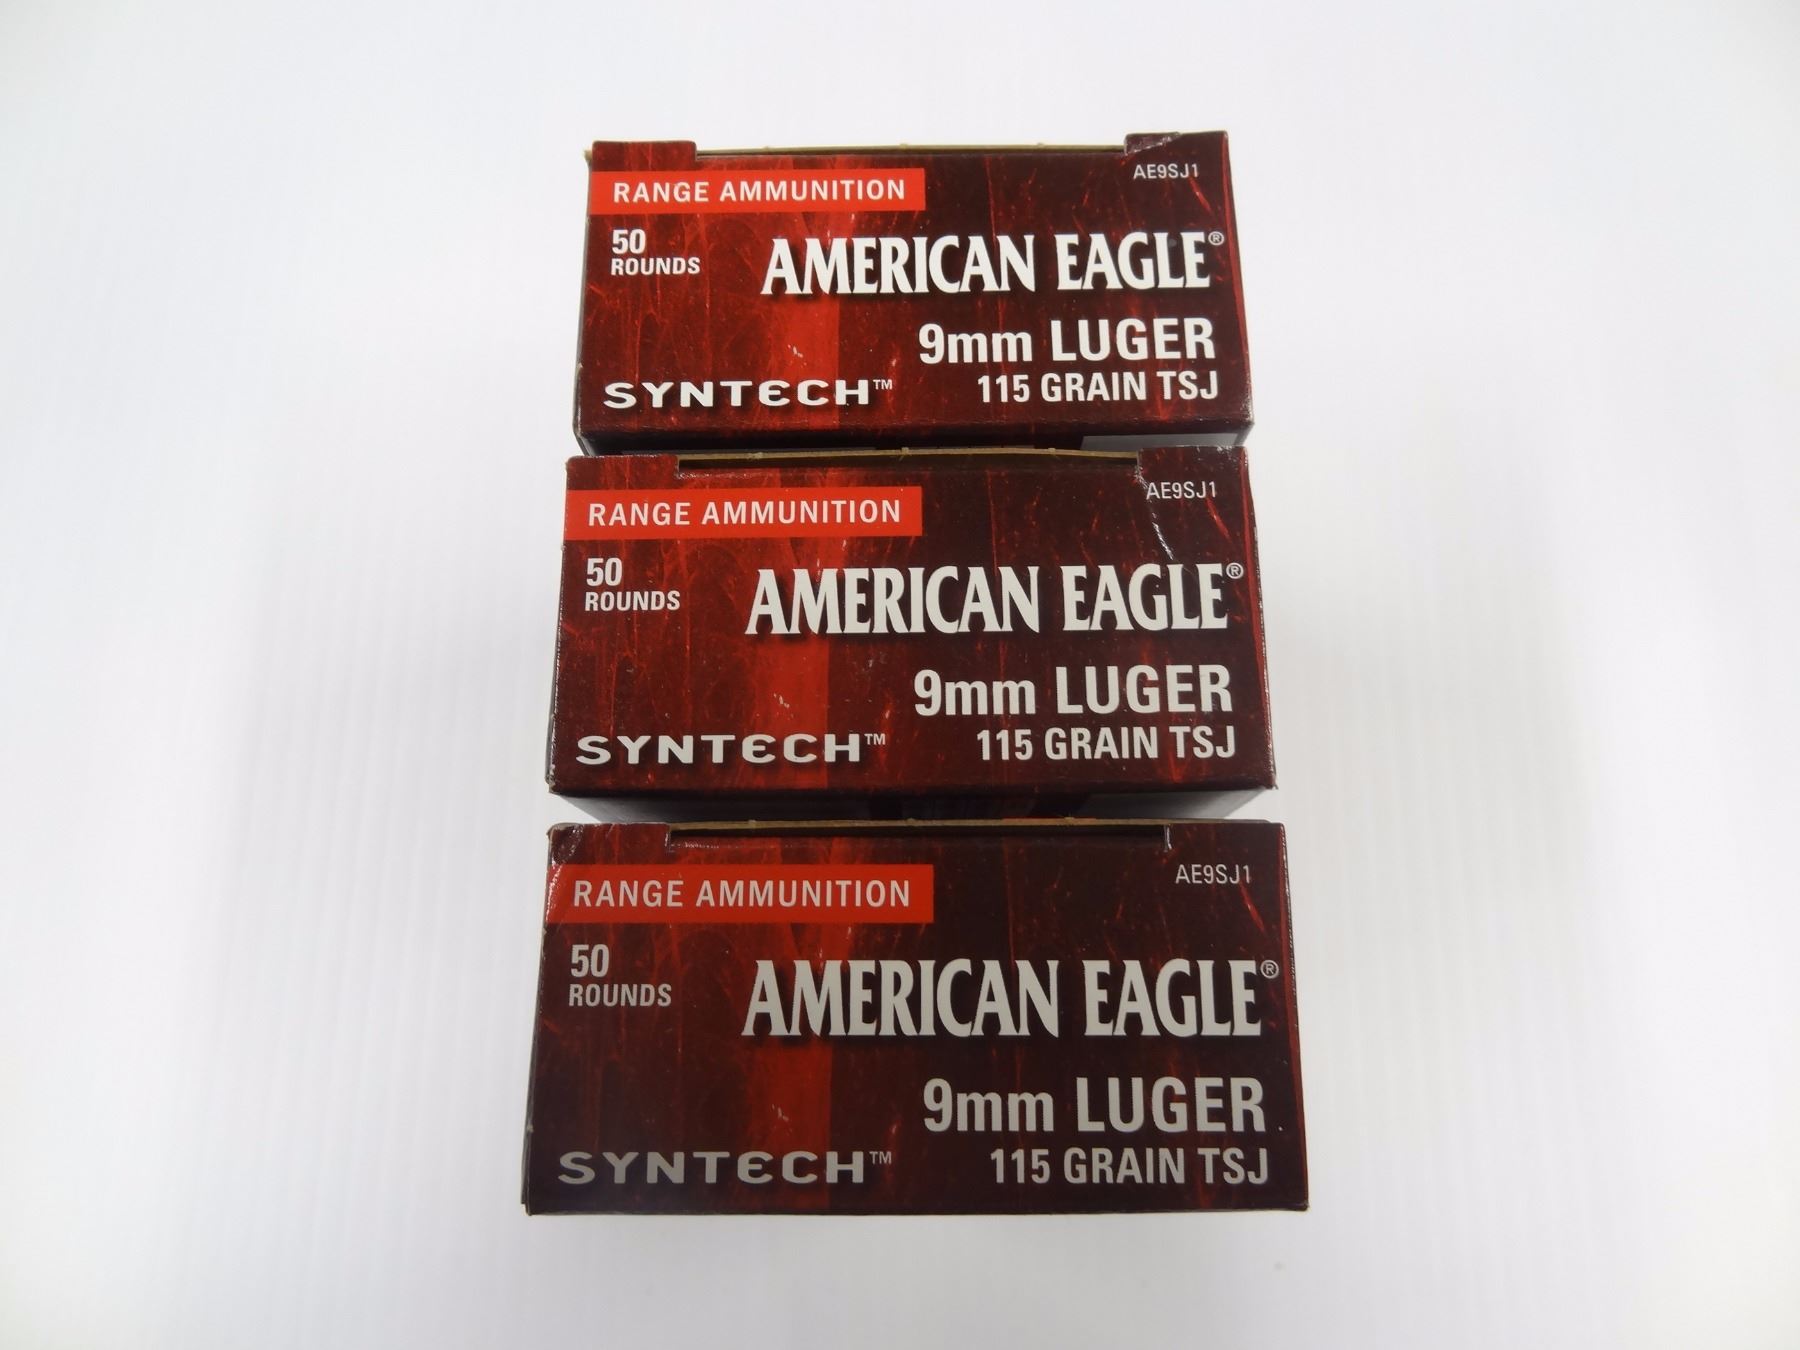 RANGE AMMUNITION
AE9SJ1
50
ROUNDS
AMERICAN EAGLE®
9mm LUGER
115 GRAIN TSJ
SYNTECH™
RANGE AMMUNITION
AE9SJ1
50
ROUNDS
AMERICAN EAGLE®
9mm LUGER
115 GRAIN TSJ
SYNTECH™
RANGE AMMUNITION
AE9SJ1
50
ROUNDS
AMERICAN EAGLE®
9mm LUGER
115 GRAIN TSJ
SYNTECH™